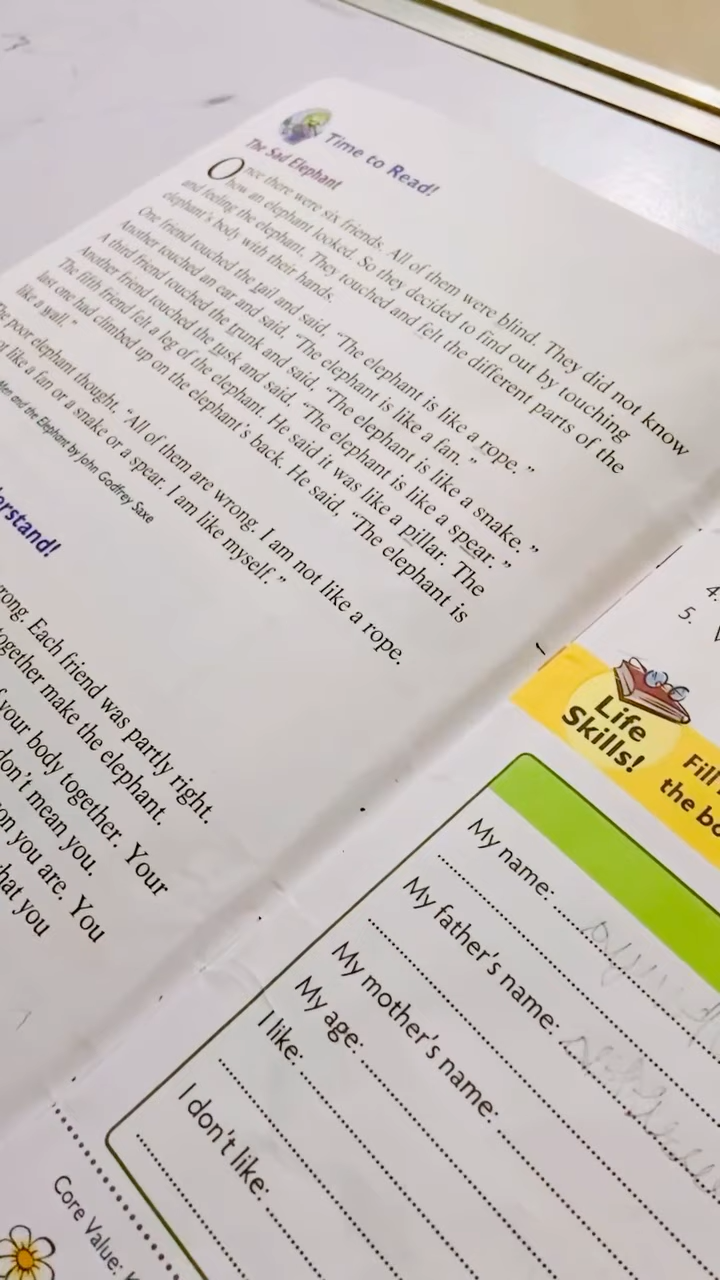 Time to Read!
The Sad Elephant
Once there were six friends. All of them were blind. They did not know
how an elephant looked. So they decided to find out by touching
and feeling the elephant. They touched and felt the different parts of the
elephant's body with their hands.
One friend touched the tail and said, "The elephant is like a rope."
Another touched an ear and said, "The elephant is like a fan."
A third friend touched the trunk and said, "The elephant is like a snake."
Another friend touched the tusk and said, "The elephant is like a spear."
The fifth friend felt a leg of the elephant. He said it was like a pillar. The
last one had climbed up on the elephant's back. He said, "The elephant is
like a wall."
The poor elephant thought, "All of them are wrong. I am not like a rope.
like a fan or a snake or a spear. I am like myself."
Men and the Elephant by John Godfrey Saxe
Each friend was partly right.
together make the elephant.
your body together. Your
don't mean you.
you are. You
you
4.
5.
Life
Skills!
Fill
the
My name:
My father's name:
My mother's name:
My age:
I like:
I don't like:
Core Value: